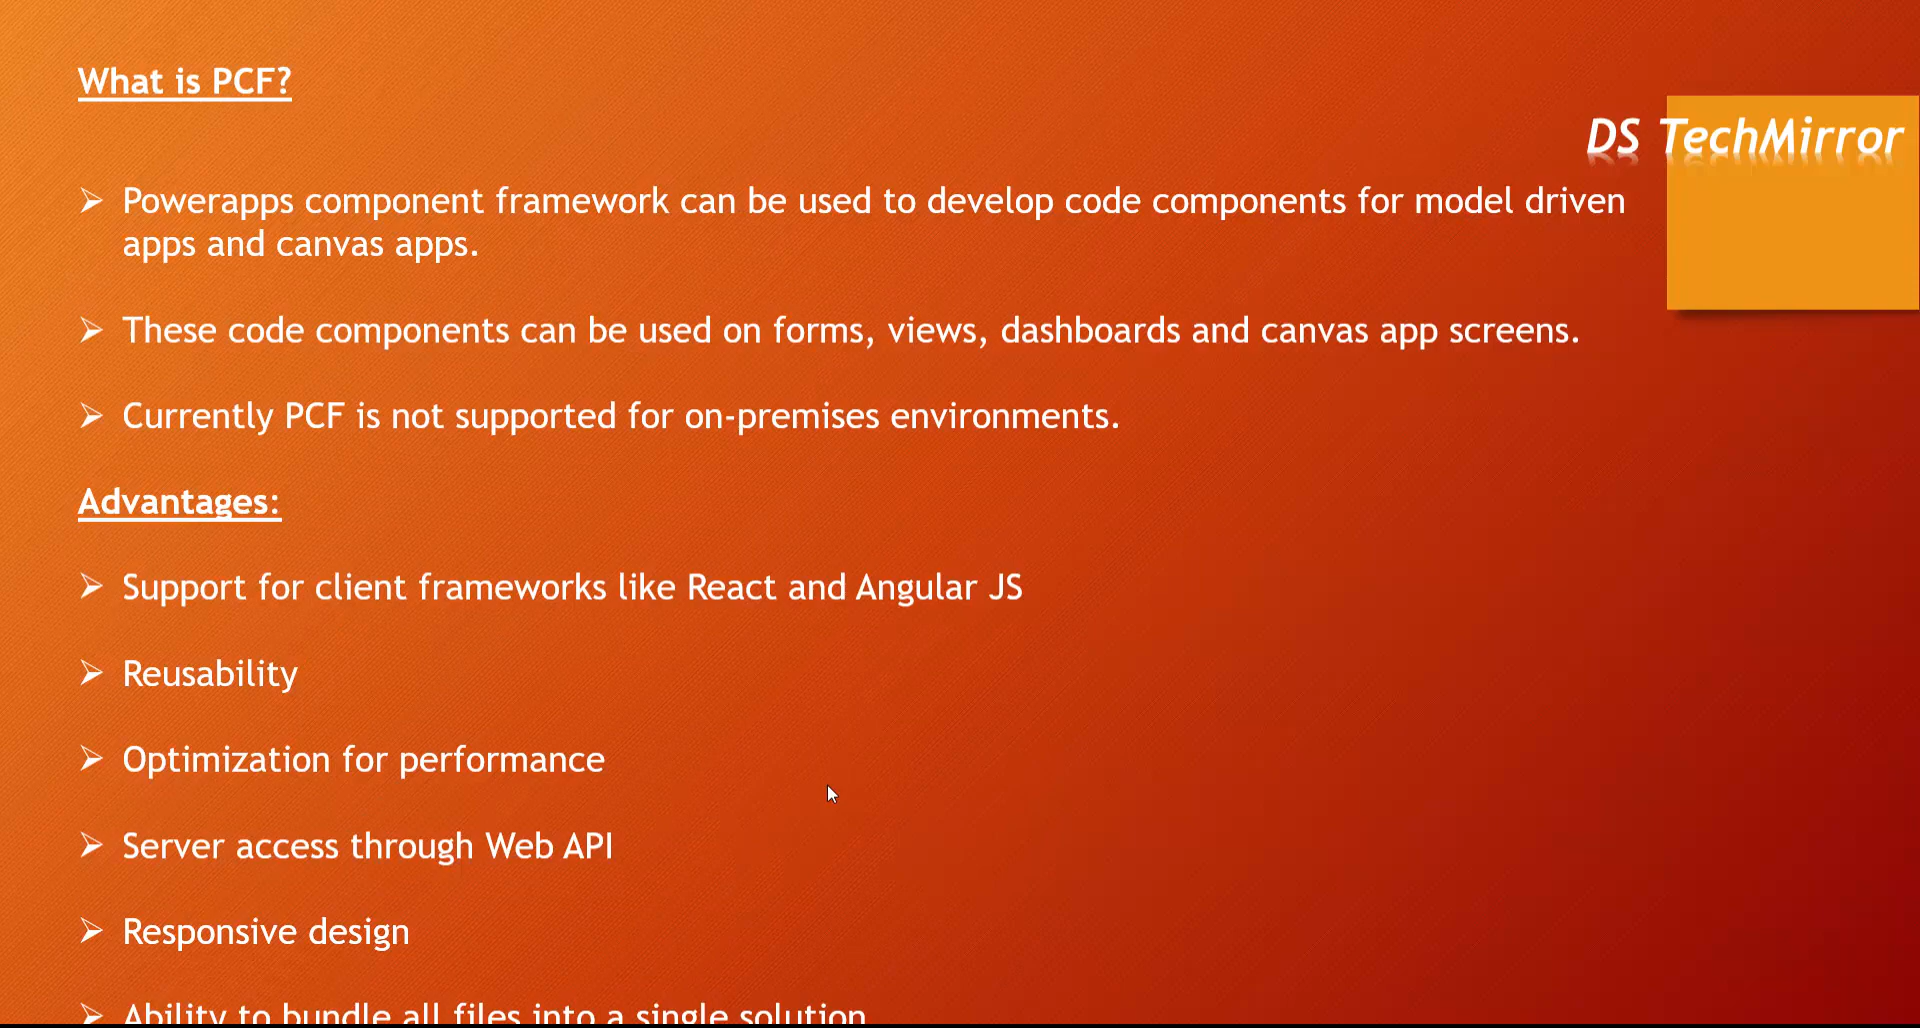 What is PCF?
DS TechMirror
➢ Powerapps component framework can be used to develop code components for model driven
apps and canvas apps.
➢ These code components can be used on forms, views, dashboards and canvas app screens.
➢ Currently PCF is not supported for on-premises environments.
Advantages:
➢ Support for client frameworks like React and Angular JS
➢ Reusability
➢ Optimization for performance
➢ Server access through Web API
➢ Responsive design
➢ Ability to bundle all files into a single solution